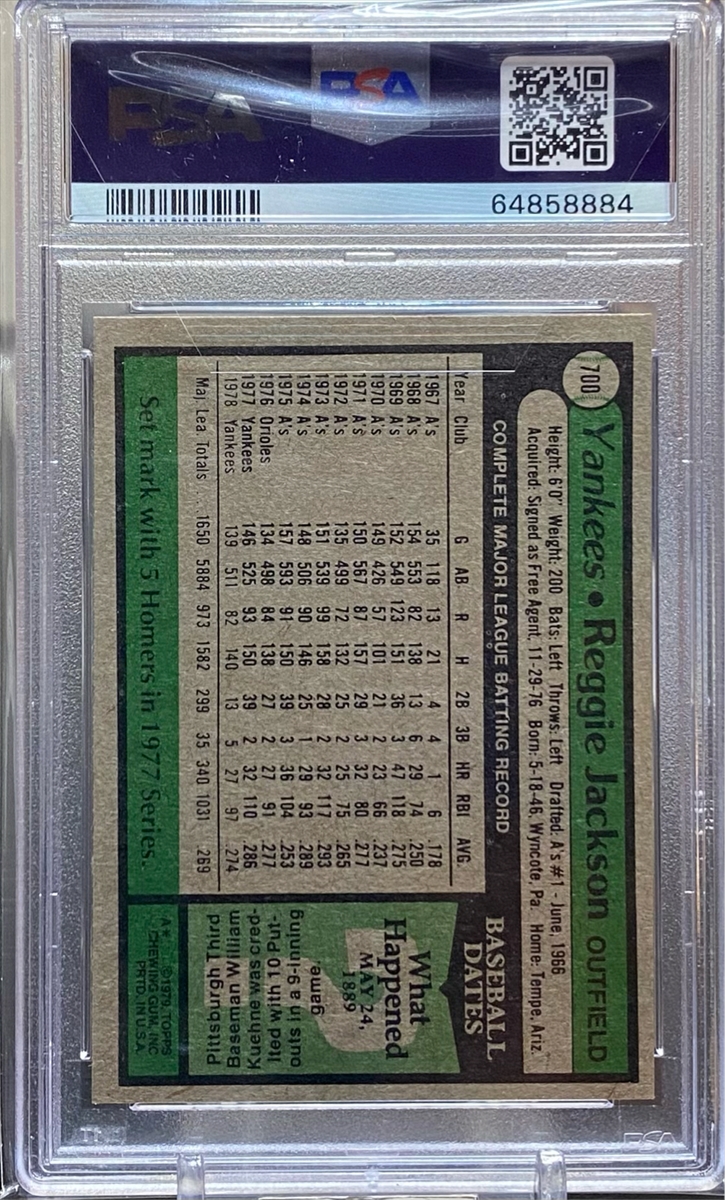 PSA
PSA
64858884
700
Yankees • Reggie Jackson OUTFIELD
Height: 6'0" Weight: 200 Bats: Left Throws: Left Drafted: A's #1 - June, 1966
Acquired: Signed as Free Agent, 11-29-76 Born: 5-18-46, Wyncote, Pa. Home: Tempe, Ariz.
COMPLETE MAJOR LEAGUE BATTING RECORD
Year Club G AB R H 2B 3B HR RBI AVG.
1967 A's 35 118 13 21 4 4 1 6 .178
1968 A's 154 553 82 138 13 6 29 74 .250
1969 A's 152 549 123 151 36 3 47 118 .275
1970 A's 149 426 57 101 21 2 23 66 .237
1971 A's 150 567 87 157 29 3 32 80 .277
1972 A's 135 499 72 132 25 2 25 75 .265
1973 A's 151 539 99 158 28 2 32 117 .293
1974 A's 148 506 90 146 25 1 29 93 .289
1975 A's 157 593 91 150 39 3 36 104 .253
1976 Orioles 134 498 84 138 27 2 27 91 .277
1977 Yankees 146 525 93 150 39 2 32 110 .286
1978 Yankees 139 511 82 140 13 5 27 97 .274
Maj. Lea. Totals ... 1650 5884 973 1582 299 35 340 1031 .269
Set mark with 5 Homers in 1977 Series.
BASEBALL
DATES
What
Happened
MAY 24,
1889
Pittsburgh Third
Baseman William
Kuehne was cred-
ited with 10 Put-
outs in a 9-inning
game
A* © 1979 TOPPS
CHEWING GUM, INC
PRTD. IN U.S.A.
PSA